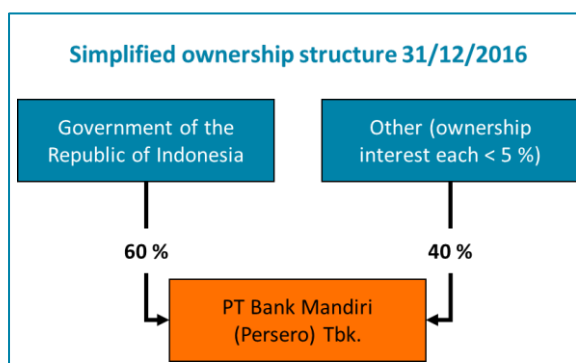 Simplified ownership structure 31/12/2016
Government of the
Republic of Indonesia
Other (ownership
interest each < 5 %)
60 %
40 %
PT Bank Mandiri
(Persero) Tbk.